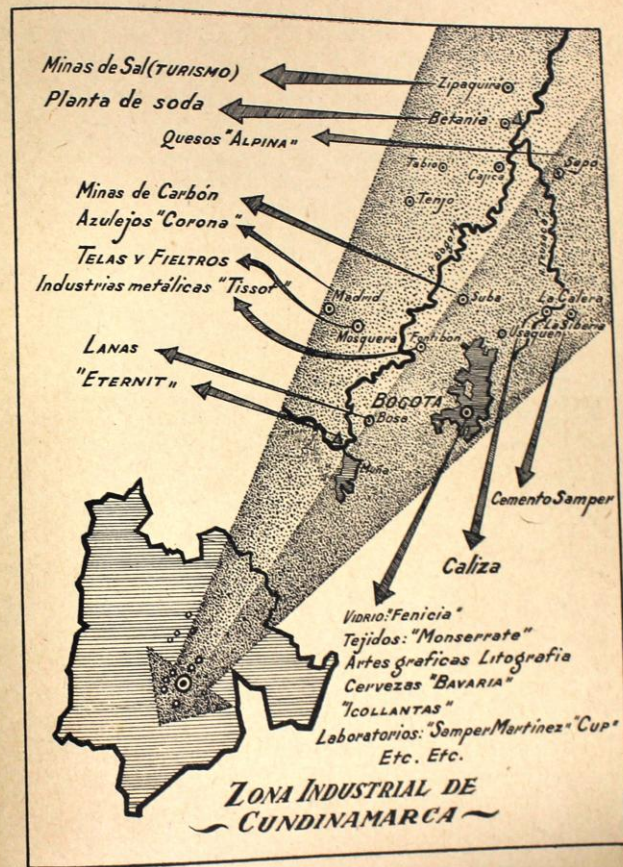 Minas de Sal (TURISMO)
Planta de soda
Quesos "ALPINA"
Minas de Carbón
Azulejos "Corona"
TELAS Y FIELTROS
Industrias metálicas "Tissot"
LANAS
"ETERNIT"
Zipaquirá
Betania
Tabio
Cajicá
Sopó
Tenjo
Madrid
Mosquera
Suba
Fontibon
Usaquen
La Calera
La Siberia
BOGOTA
Bosa
Muña
Cemento Samper
Caliza
VIDRIO: "Fenicia"
Tejidos: "Monserrate"
Artes graficas Litografia
Cervezas "BAVARIA"
"ICOLLANTAS"
Laboratorios: "Samper Martínez" "CUP"
Etc. Etc.
ZONA INDUSTRIAL DE
CUNDINAMARCA